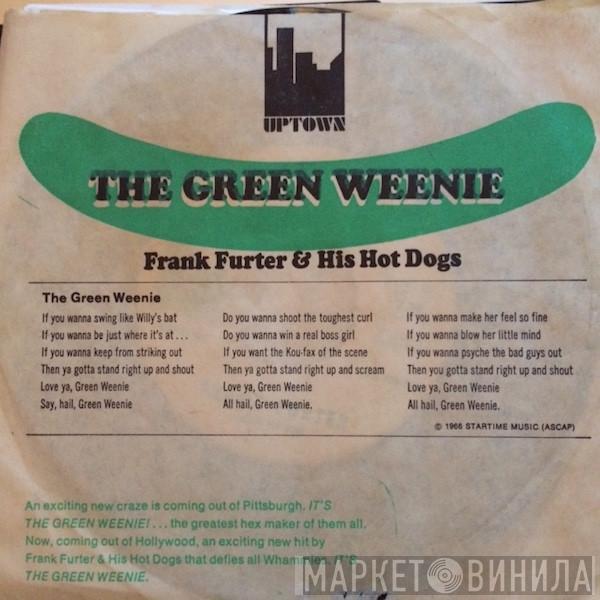 UPTOWN
THE GREEN WEENIE
Frank Furter & His Hot Dogs
The Green Weenie
If you wanna swing like Willy's bat
If you wanna be just where it's at . . .
If you wanna keep from striking out
Then ya gotta stand right up and shout
Love ya, Green Weenie
Say, hail, Green Weenie
Do you wanna shoot the toughest curl
Do you wanna win a real boss girl
If you want the Kou-fax of the scene
Then ya gotta stand right up and scream
Love ya, Green Weenie
All hail, Green Weenie.
If you wanna make her feel so fine
If you wanna blow her little mind
If you wanna psyche the bad guys out
Then you gotta stand right up and shout
Love ya, Green Weenie
All hail, Green Weenie.
© 1966 STARTIME MUSIC (ASCAP)
An exciting new craze is coming out of Pittsburgh. IT'S
THE GREEN WEENIE! . . . the greatest hex maker of them all.
Now, coming out of Hollywood, an exciting new hit by
Frank Furter & His Hot Dogs that defies all Whammies. IT'S
THE GREEN WEENIE.
МАРКЕТ ВИНИЛА